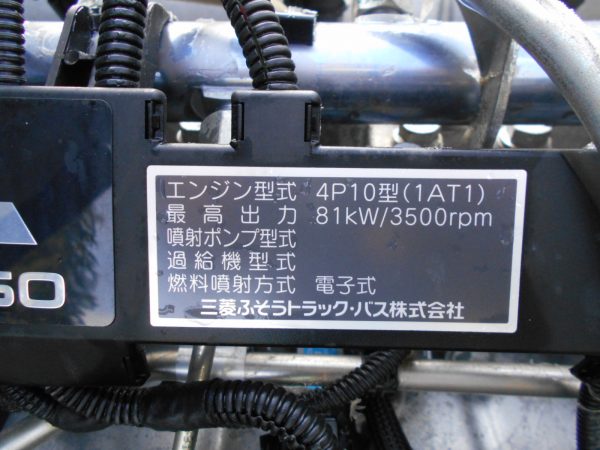 エンジン型式 4P10型(1AT1)
最高出力 81kW/3500rpm
噴射ポンプ型式
過給機型式
燃料噴射方式 電子式
三菱ふそうトラック・バス株式会社